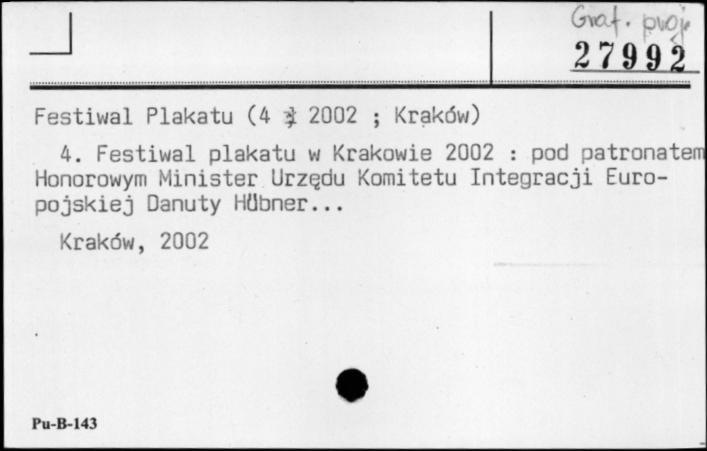 Graf. proj.
27992
Festiwal Plakatu (4 ; 2002 ; Kraków)
4. Festiwal plakatu w Krakowie 2002 : pod patronatem
Honorowym Minister Urzędu Komitetu Integracji Euro-
pojskiej Danuty Hübner...
Kraków, 2002
Pu-B-143